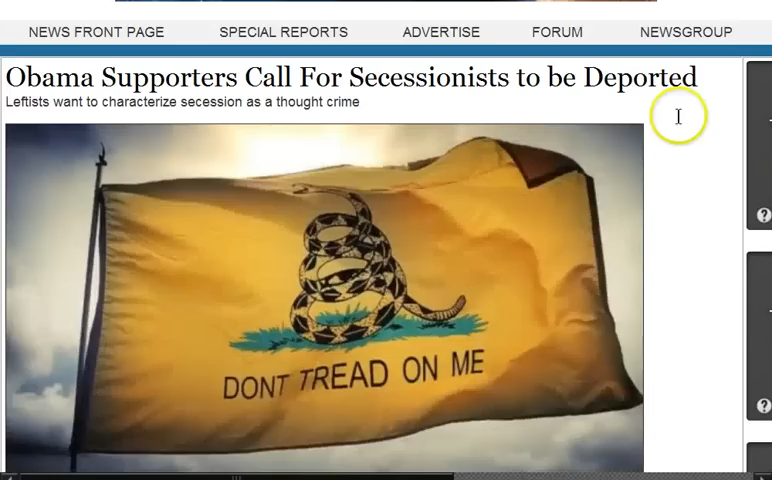 NEWS FRONT PAGE SPECIAL REPORTS ADVERTISE FORUM NEWSGROUP
Obama Supporters Call For Secessionists to be Deported
Leftists want to characterize secession as a thought crime
DONT TREAD ON ME
?
?